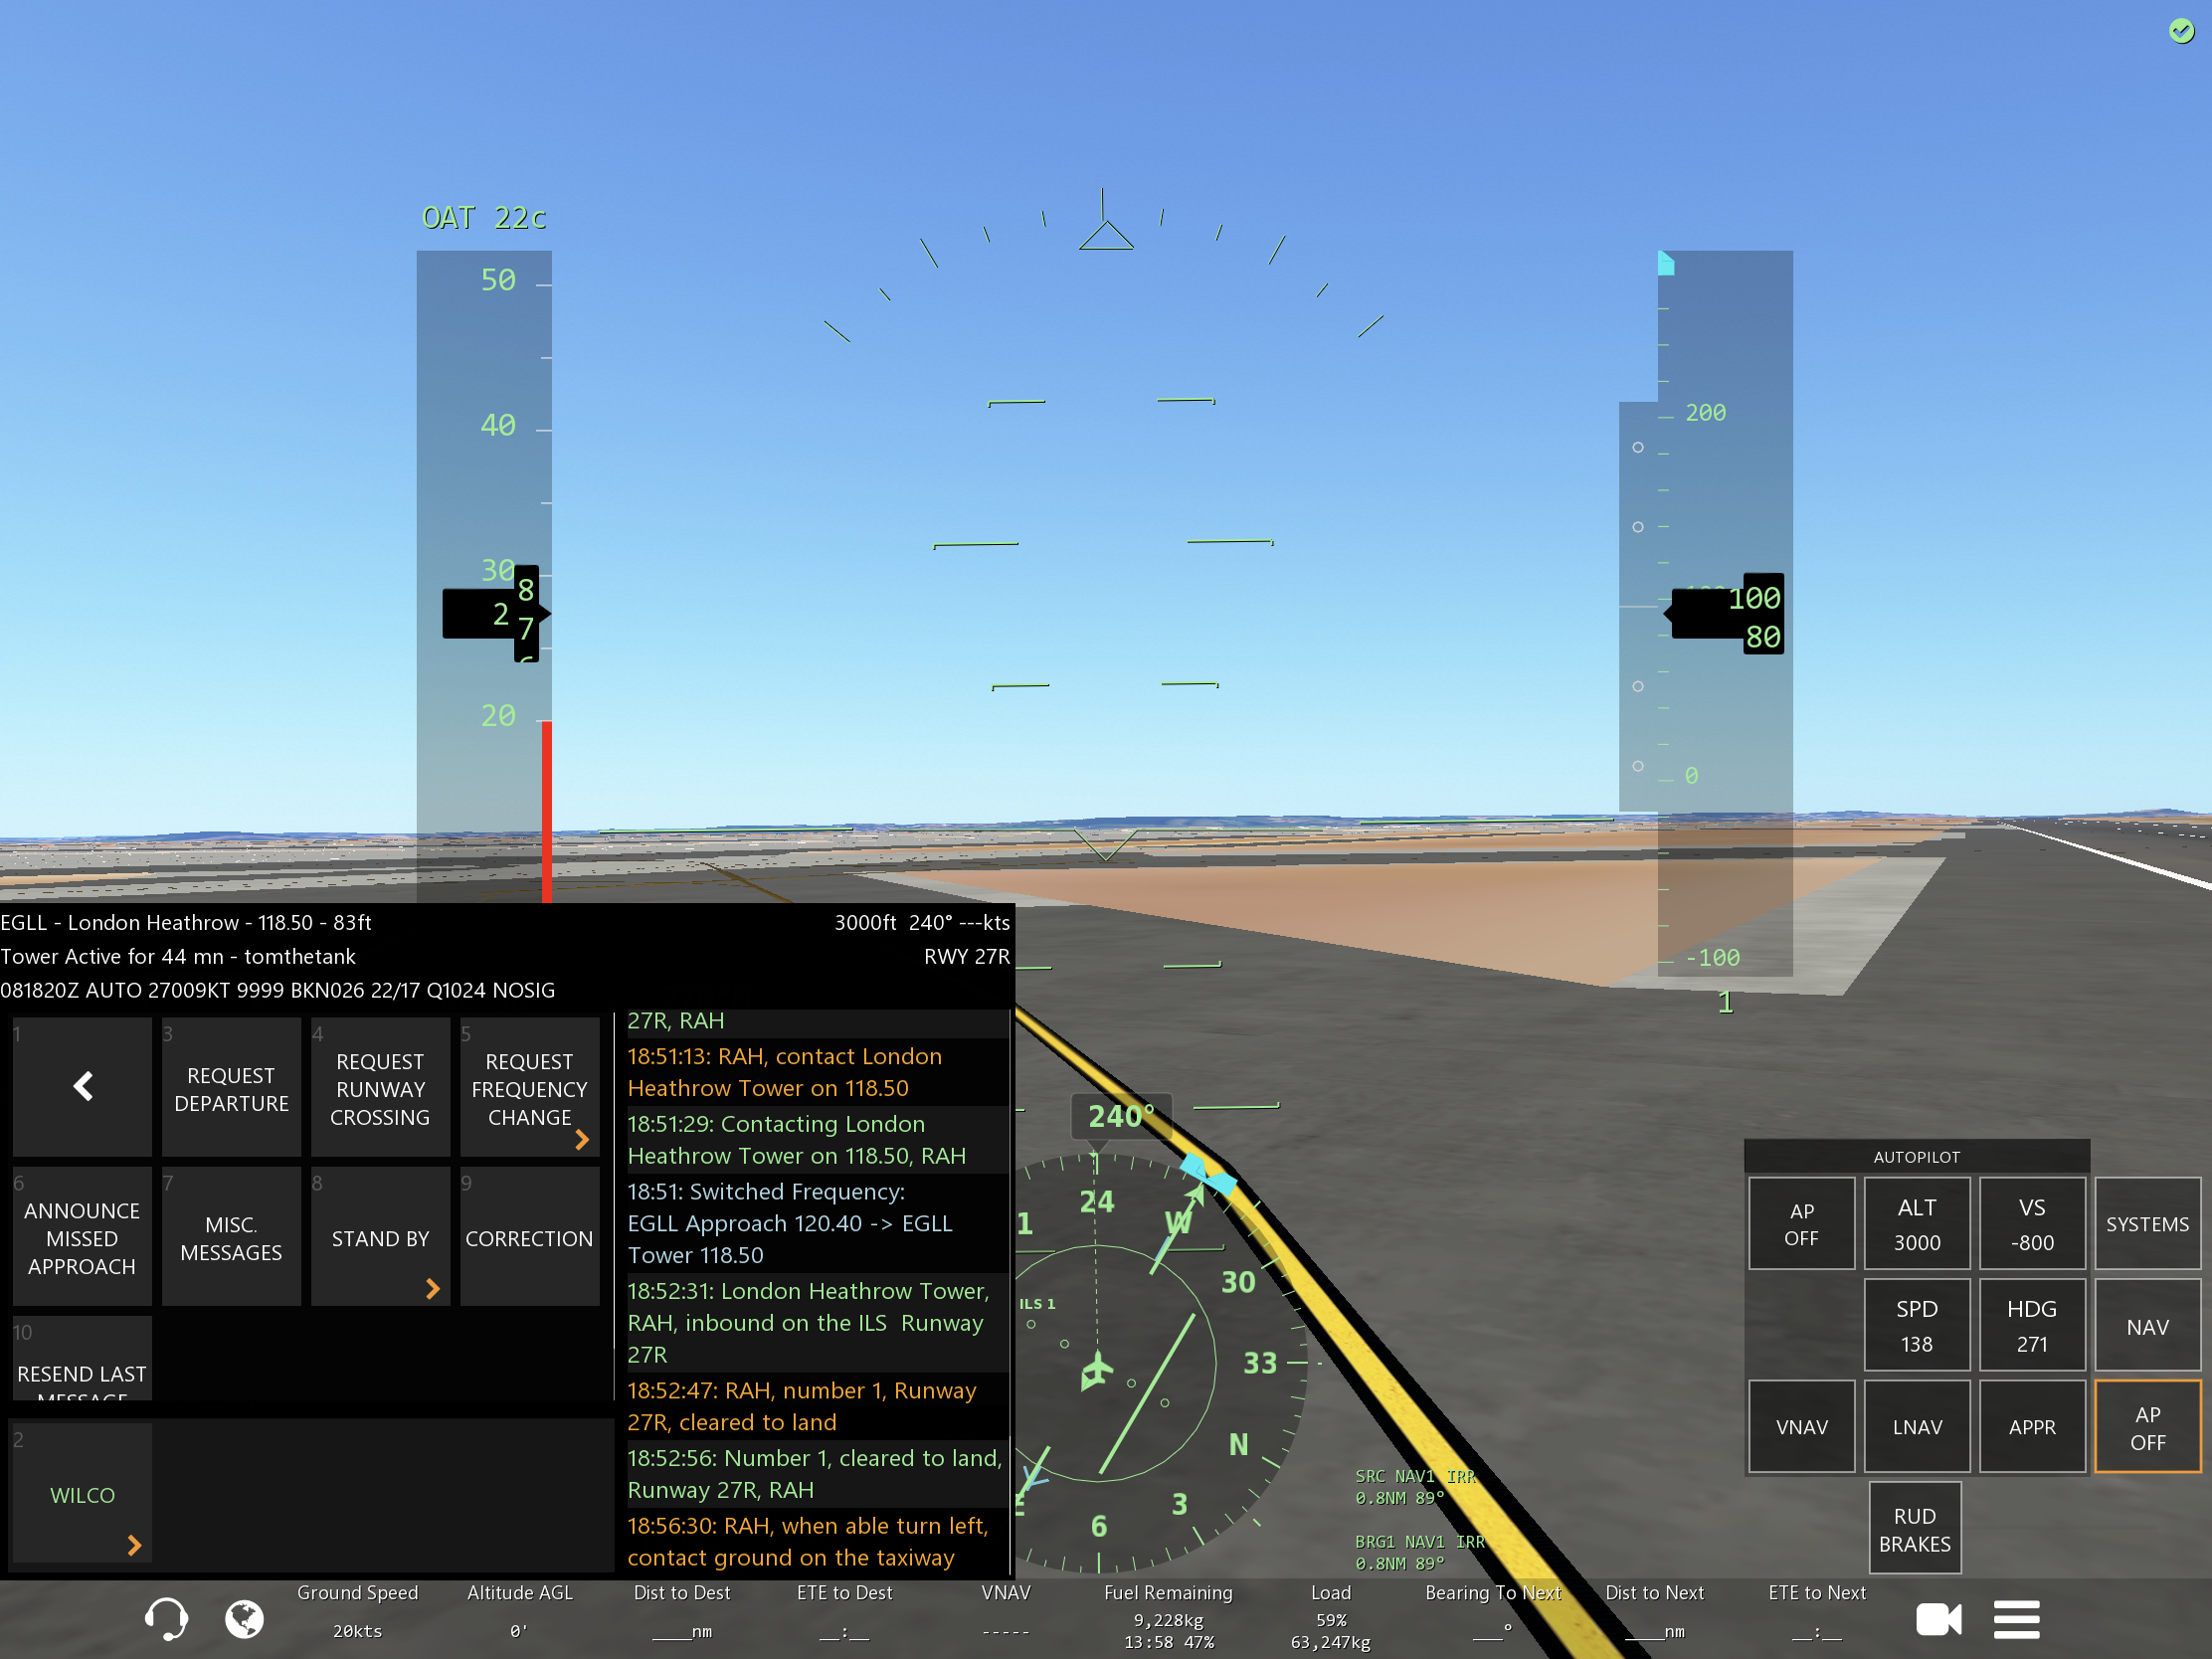 OAT 22c
50
40
30
20
2
8
7
200
100
80
0
-100
1
EGLL - London Heathrow - 118.50 - 83ft
3000ft 240° ---kts
Tower Active for 44 mn - tomthetank
RWY 27R
081820Z AUTO 27009KT 9999 BKN026 22/17 Q1024 NOSIG
1
3
REQUEST
DEPARTURE
4
REQUEST
RUNWAY
CROSSING
5
REQUEST
FREQUENCY
CHANGE
6
ANNOUNCE
MISSED
APPROACH
7
MISC.
MESSAGES
8
STAND BY
9
CORRECTION
10
RESEND LAST
MESSAGE
2
WILCO
27R, RAH
18:51:13: RAH, contact London
Heathrow Tower on 118.50
18:51:29: Contacting London
Heathrow Tower on 118.50, RAH
18:51: Switched Frequency:
EGLL Approach 120.40 -> EGLL
Tower 118.50
18:52:31: London Heathrow Tower,
RAH, inbound on the ILS Runway
27R
18:52:47: RAH, number 1, Runway
27R, cleared to land
18:52:56: Number 1, cleared to land,
Runway 27R, RAH
18:56:30: RAH, when able turn left,
contact ground on the taxiway
240°
24
W
30
33
N
3
6
ILS 1
SRC NAV1 IRR
0.8NM 89°
BRG1 NAV1 IRR
0.8NM 89°
AUTOPILOT
AP
OFF
ALT
3000
VS
-800
SYSTEMS
SPD
138
HDG
271
NAV
VNAV
LNAV
APPR
AP
OFF
RUD
BRAKES
Ground Speed
20kts
Altitude AGL
0'
Dist to Dest
____nm
ETE to Dest
__:__
VNAV
-----
Fuel Remaining
9,228kg
13:58 47%
Load
59%
63,247kg
Bearing To Next
___°
Dist to Next
____nm
ETE to Next
__:__